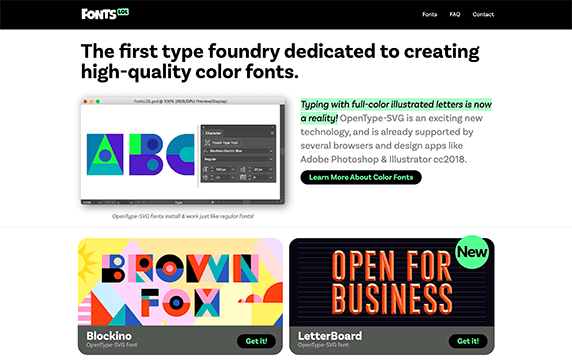 FONTS LOL
Fonts FAQ Contact
The first type foundry dedicated to creating
high-quality color fonts.
FontsLOL.psd @ 100% (RGB/GPU Preview/Display)
ABC
Character
Touch Type Tool
Blockino Electric Blue
Regular
OpenType-SVG fonts install & work just like regular fonts!
Typing with full-color illustrated letters is now
a reality! OpenType-SVG is an exciting new
technology, and is already supported by
several browsers and design apps like
Adobe Photoshop & Illustrator cc2018.
Learn More About Color Fonts
BROWN
FOX
Blockino
OpenType-SVG font
Get it!
New
OPEN FOR
BUSINESS
LetterBoard
OpenType-SVG font
Get it!